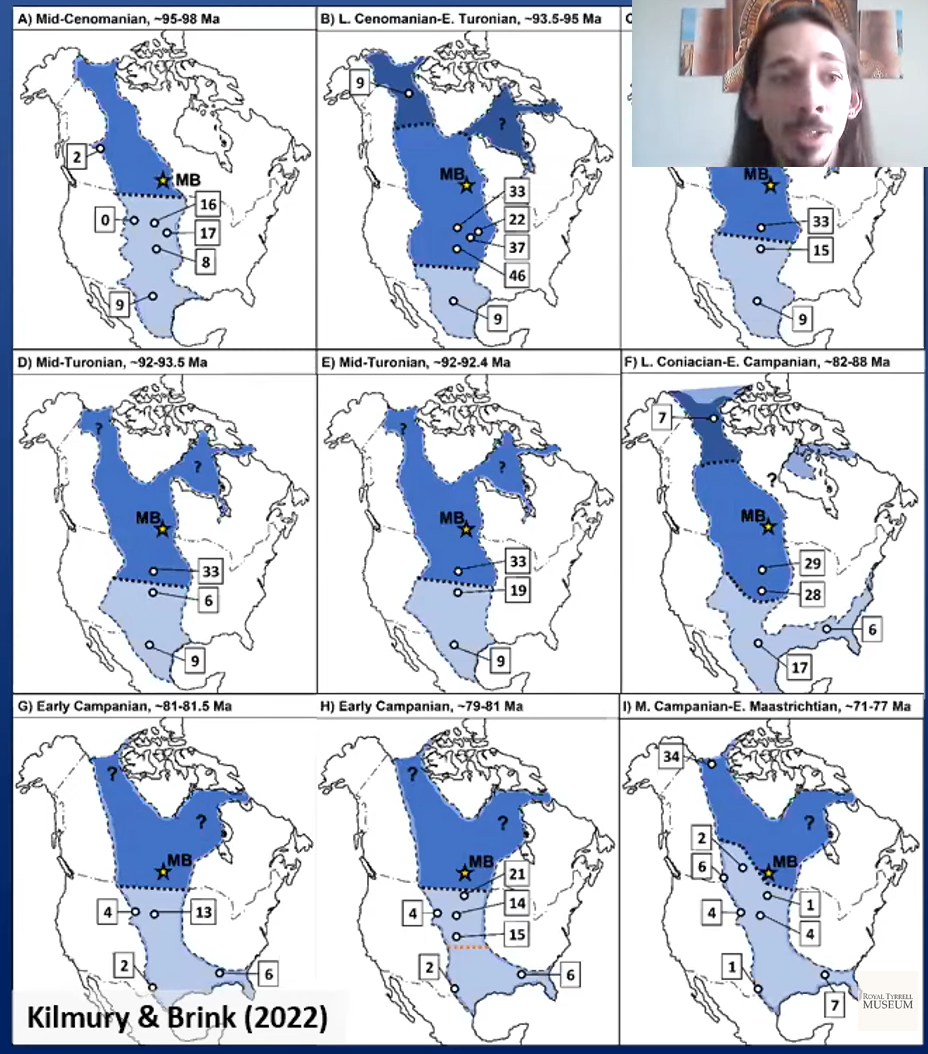 A) Mid-Cenomanian, ~95-98 Ma
2
MB
0
16
17
8
9
B) L. Cenomanian-E. Turonian, ~93.5-95 Ma
9
?
MB
33
22
37
46
9
MB
33
15
9
D) Mid-Turonian, ~92-93.5 Ma
?
?
MB
33
6
9
E) Mid-Turonian, ~92-92.4 Ma
?
?
MB
33
19
9
F) L. Coniacian-E. Campanian, ~82-88 Ma
7
?
MB
29
28
6
17
G) Early Campanian, ~81-81.5 Ma
?
?
MB
4
13
2
6
H) Early Campanian, ~79-81 Ma
?
?
MB
21
4
14
15
2
6
I) M. Campanian-E. Maastrichtian, ~71-77 Ma
34
?
2
MB
6
1
4
4
1
7
Kilmury & Brink (2022)
ROYAL TYRRELL
MUSEUM